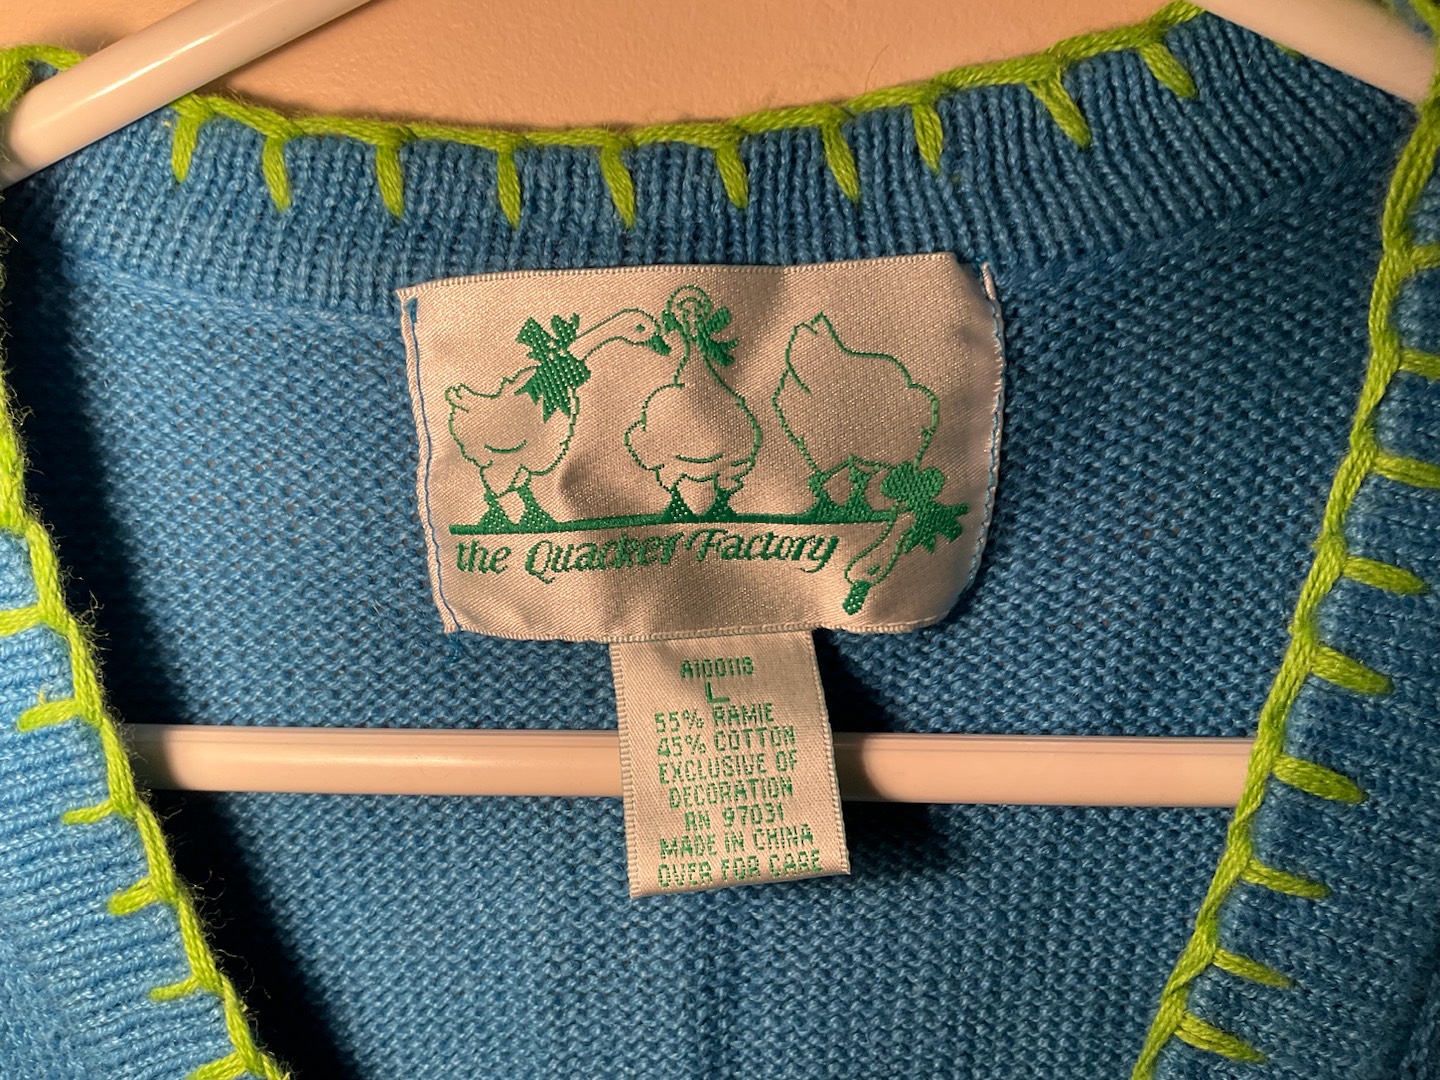 the Quacker Factory
A100118
L
55% RAMIE
45% COTTON
EXCLUSIVE OF
DECORATION
RN 97031
MADE IN CHINA
OVER FOR CARE